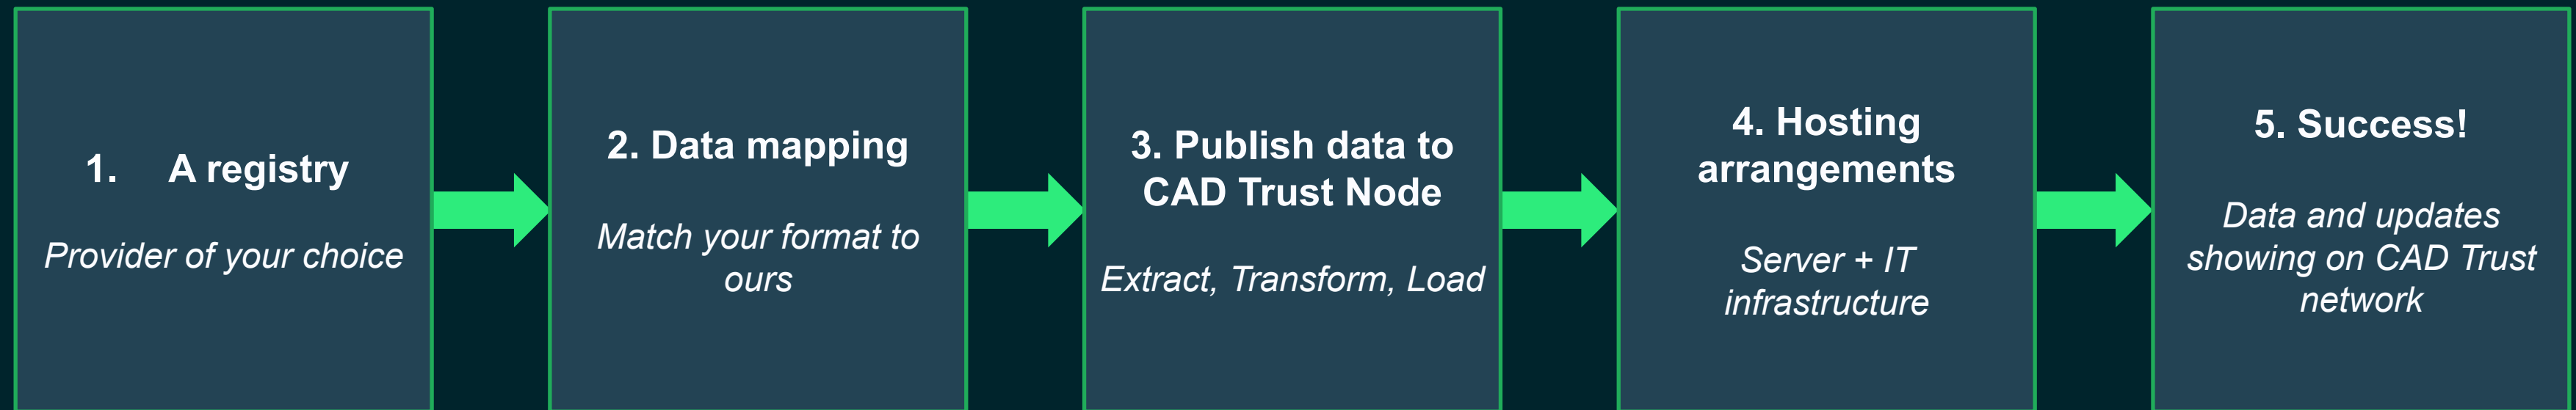 1. A registry
Provider of your choice
2. Data mapping
Match your format to
ours
3. Publish data to
CAD Trust Node
Extract, Transform, Load
4. Hosting
arrangements
Server + IT
infrastructure
5. Success!
Data and updates
showing on CAD Trust
network